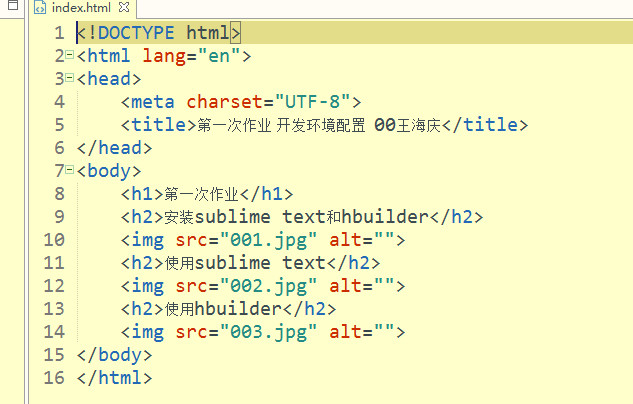 index.html
1 <!DOCTYPE html>
2 <html lang="en">
3 <head>
4 <meta charset="UTF-8">
5 <title>第一次作业 开发环境配置 00王海庆</title>
6 </head>
7 <body>
8 <h1>第一次作业</h1>
9 <h2>安装sublime text和hbuilder</h2>
10 <img src="001.jpg" alt="">
11 <h2>使用sublime text</h2>
12 <img src="002.jpg" alt="">
13 <h2>使用hbuilder</h2>
14 <img src="003.jpg" alt="">
15 </body>
16 </html>